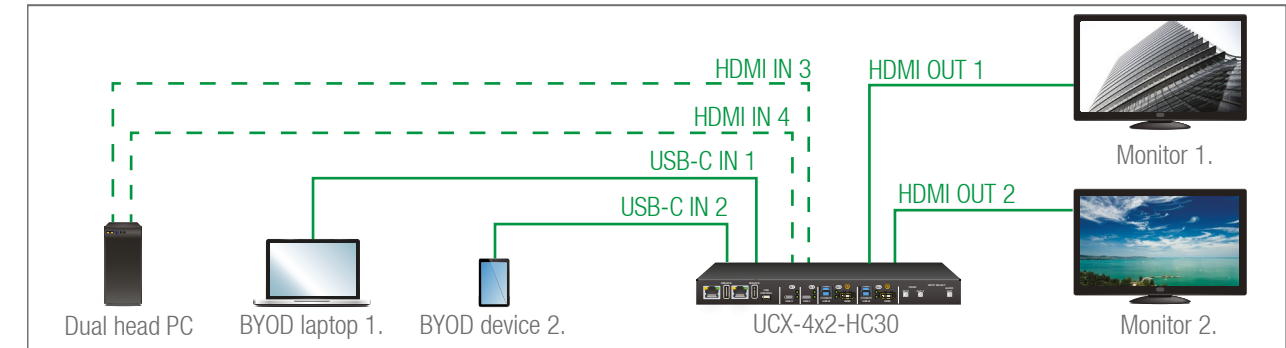 HDMI IN 3
HDMI OUT 1
HDMI IN 4
Monitor 1.
USB-C IN 1
HDMI OUT 2
USB-C IN 2
Dual head PC
BYOD laptop 1.
BYOD device 2.
UCX-4x2-HC30
Monitor 2.